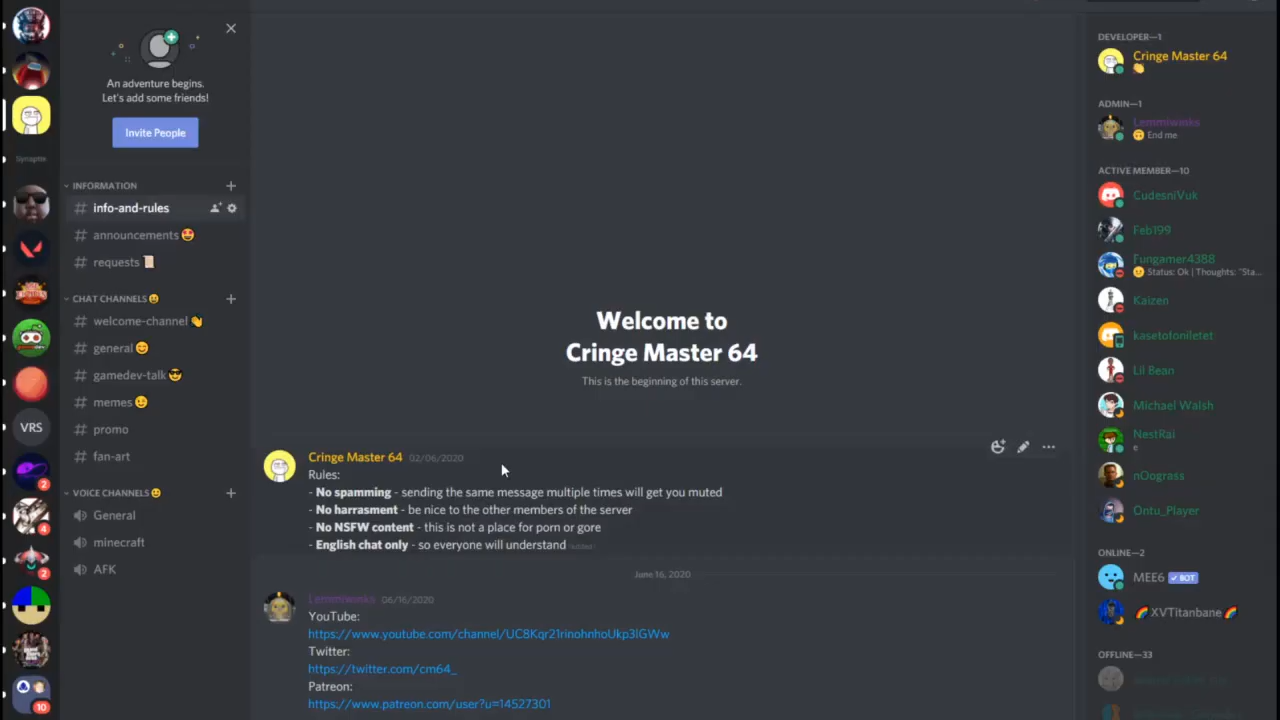 Synaptic
VRS
2
4
2
10
An adventure begins.
Let's add some friends!
Invite People
INFORMATION
info-and-rules
announcements🤩
requests📜
CHAT CHANNELS😀
welcome-channel👋
general😊
gamedev-talk😎
memes😉
promo
fan-art
VOICE CHANNELS😀
General
minecraft
AFK
Welcome to
Cringe Master 64
This is the beginning of this server.
Cringe Master 64 02/06/2020
Rules:
- No spamming - sending the same message multiple times will get you muted
- No harrasment - be nice to the other members of the server
- No NSFW content - this is not a place for porn or gore
- English chat only - so everyone will understand (edited)
June 16, 2020
Lemmiwinks 06/16/2020
YouTube:
https://www.youtube.com/channel/UC8Kqr21rinohnhoUkp3lGWw
Twitter:
https://twitter.com/cm64_
Patreon:
https://www.patreon.com/user?u=14527301
DEVELOPER—1
Cringe Master 64
👏
ADMIN—1
Lemmiwinks
🙃 End me
ACTIVE MEMBER—10
CudesniVuk
Feb199
Fungamer4388
😕 Status: Ok | Thoughts: "Sta...
Kaizen
kasetofoniletet
Lil Bean
Michael Walsh
NestRai
e
nOograss
Ontu_Player
ONLINE—2
MEE6 ✓ BOT
🌈XVTitanbane🌈
OFFLINE—33